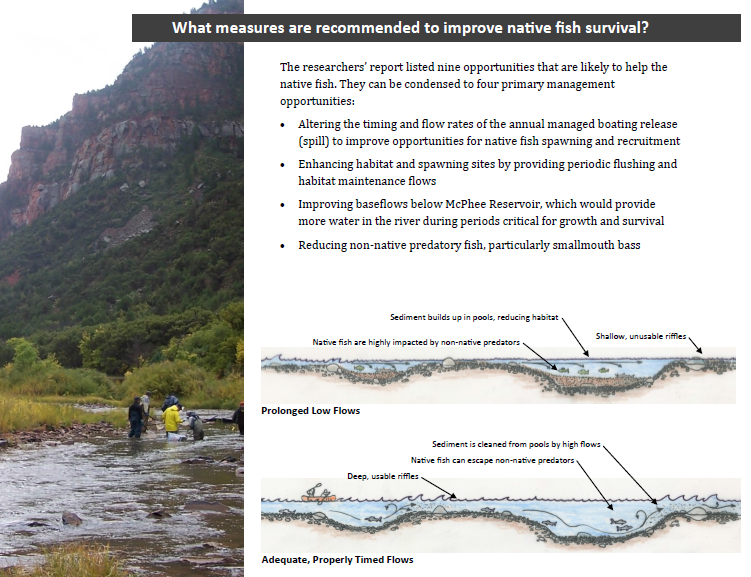 What measures are recommended to improve native fish survival?
The researchers’ report listed nine opportunities that are likely to help the
native fish. They can be condensed to four primary management
opportunities:
• Altering the timing and flow rates of the annual managed boating release
(spill) to improve opportunities for native fish spawning and recruitment
• Enhancing habitat and spawning sites by providing periodic flushing and
habitat maintenance flows
• Improving baseflows below McPhee Reservoir, which would provide
more water in the river during periods critical for growth and survival
• Reducing non-native predatory fish, particularly smallmouth bass
Sediment builds up in pools, reducing habitat
Native fish are highly impacted by non-native predators
Shallow, unusable riffles
Prolonged Low Flows
Sediment is cleaned from pools by high flows
Native fish can escape non-native predators
Deep, usable riffles
Adequate, Properly Timed Flows